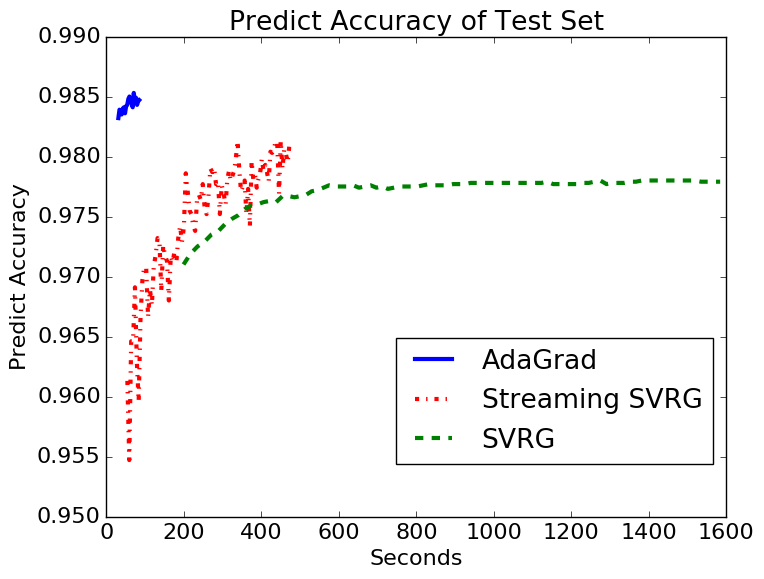 Predict Accuracy of Test Set
0.990
0.985
0.980
0.975
0.970
0.965
0.960
0.955
0.950
Predict Accuracy
AdaGrad
Streaming SVRG
SVRG
0 200 400 600 800 1000 1200 1400 1600
Seconds